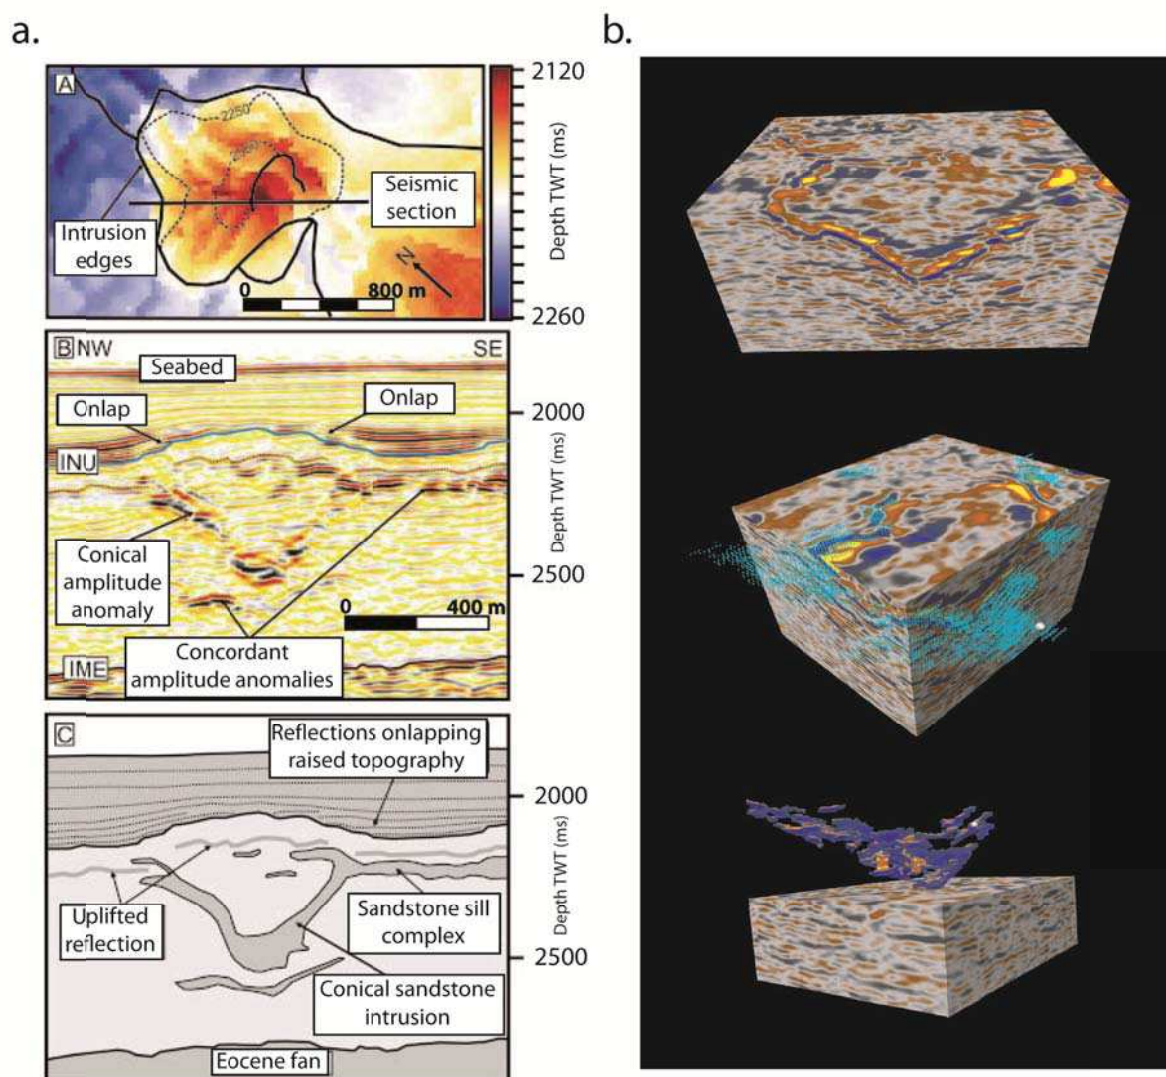 a.
b.
A
2250
2120
Depth TWT (ms)
2260
Seismic
section
Intrusion
edges
N
0
800 m
B
NW
SE
Seabed
Onlap
Onlap
2000
INU
Depth TWT (ms)
Conical
amplitude
anomaly
2500
0
400 m
Concordant
amplitude anomalies
IME
C
Reflections onlapping
raised topography
2000
Uplifted
reflection
Sandstone sill
complex
Depth TWT (ms)
2500
Conical sandstone
intrusion
Eocene fan